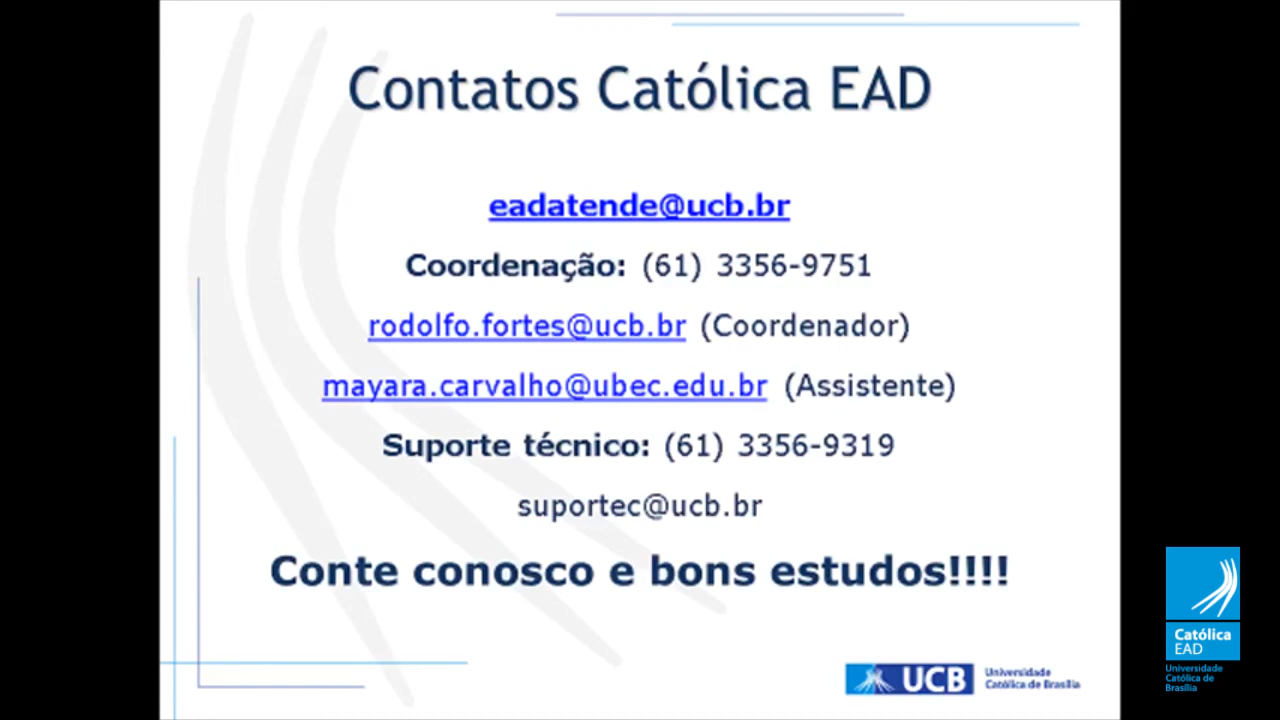 Contatos Católica EAD
eadatende@ucb.br
Coordenação: (61) 3356-9751
rodolfo.fortes@ucb.br (Coordenador)
mayara.carvalho@ubec.edu.br (Assistente)
Suporte técnico: (61) 3356-9319
suportec@ucb.br
Conte conosco e bons estudos!!!!
UCB
Universidade
Católica de Brasília
Católica
EAD
Universidade
Católica de
Brasília